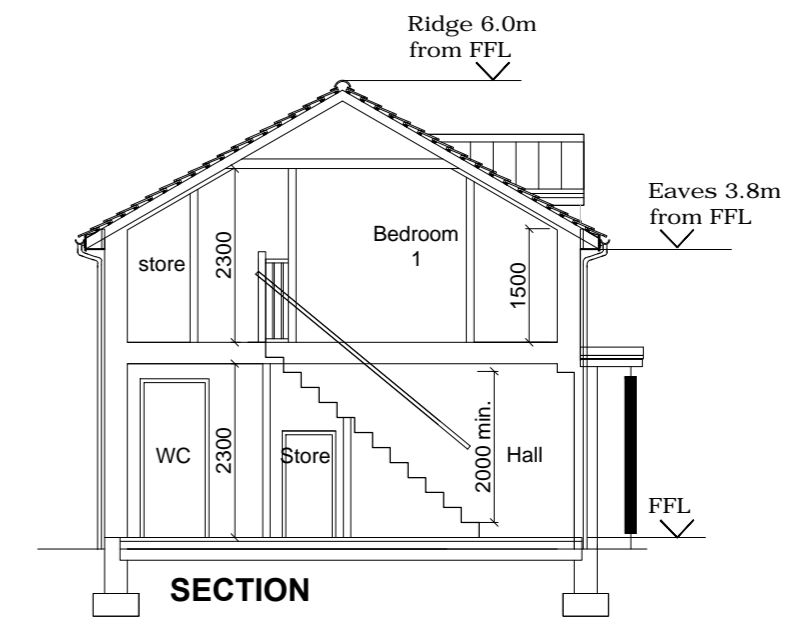 Ridge 6.0m
from FFL
Eaves 3.8m
from FFL
store
2300
Bedroom
1
1500
WC
2300
Store
2000 min.
Hall
FFL
SECTION